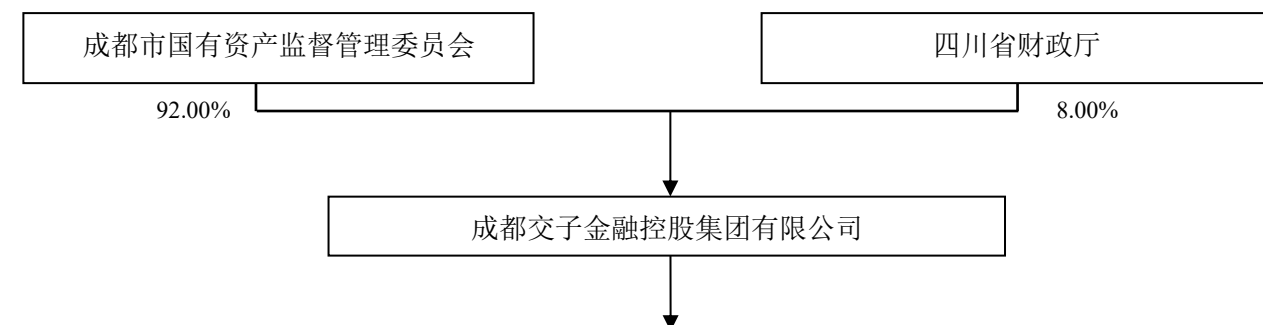 成都市国有资产监督管理委员会
四川省财政厅
92.00%
8.00%
成都交子金融控股集团有限公司